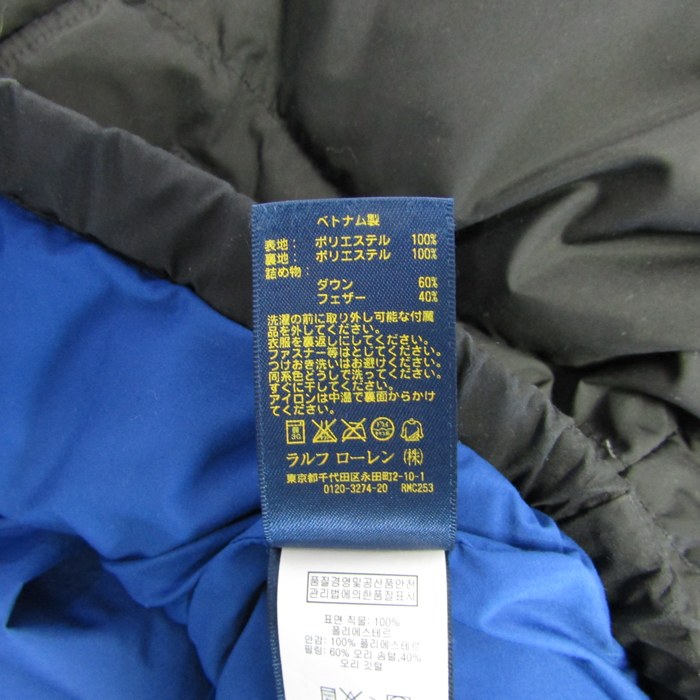 ベトナム製
表地： ポリエステル 100%
裏地： ポリエステル 100%
詰め物：
ダウン 60%
フェザー 40%
洗濯の前に取り外し可能な付属
品を外してください。
衣服を裏返しにしてください。
ファスナー等はとじてください。
つけおき洗いはお避けください。
同系色どうしで洗ってください。
すぐに干してください。
アイロンは中温で裏面からかけ
てください。
ラルフ ローレン (株)
東京都千代田区永田町2-10-1
0120-3274-20 RMC253
품질경영및공산품안전
관리법에의한품질표시
표면 직물: 100%
폴리에스테르
안감: 100% 폴리에스테르
필링: 60% 오리 솜털,40%
오리 깃털